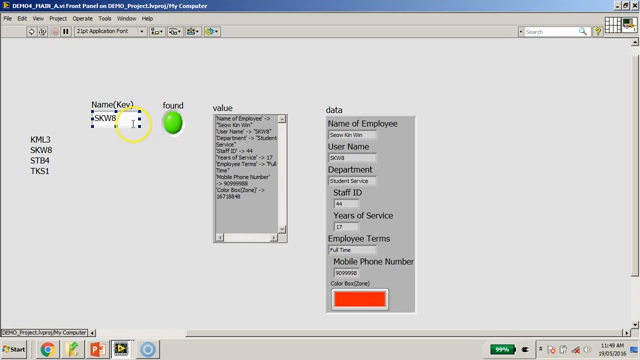 DEMO4_MAIN_A.vi Front Panel on DEMO_Project.lvproj/My Computer
File Edit View Project Operate Tools Window Help
21pt Application Font
Search
Name(Key)
SKW8
found
KML3
SKW8
STB4
TKS1
value
'Name of Employee' ->
"Seow Kin Win"
'User Name' -> "SKW8"
'Department' -> "Student
Service"
'Staff ID' -> 44
'Years of Service' -> 17
'Employee Terms' -> "Full
Time"
'Mobile Phone Number'
-> 90999988
'Color Box(Zone)' ->
16718848
data
Name of Employee
Seow Kin Win
User Name
SKW8
Department
Student Service
Staff ID
44
Years of Service
17
Employee Terms
Full Time
Mobile Phone Number
9099998
Color Box(Zone)
DEMO_Project.lvproj/My Computer
Start
99%
11:49 AM
19/05/2016